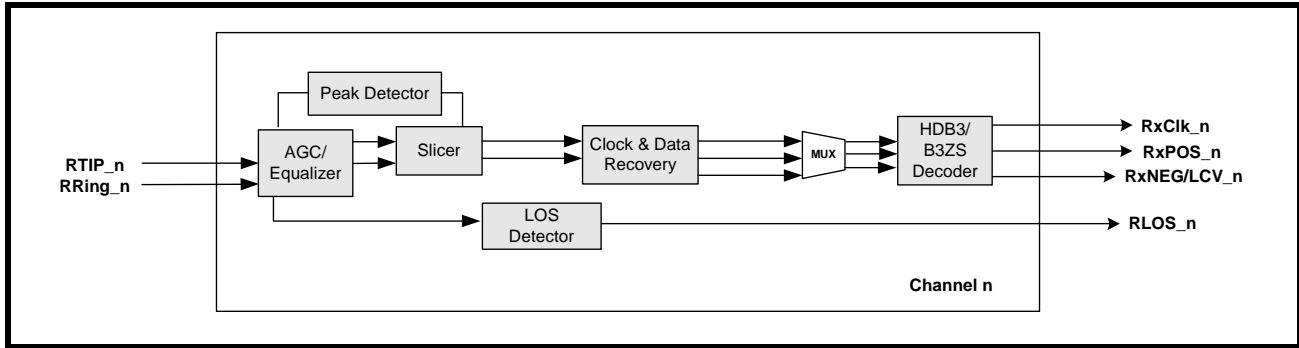 Peak Detector
RTIP_n
RRing_n
AGC/
Equalizer
Slicer
Clock & Data
Recovery
MUX
HDB3/
B3ZS
Decoder
RxClk_n
RxPOS_n
RxNEG/LCV_n
LOS
Detector
RLOS_n
Channel n